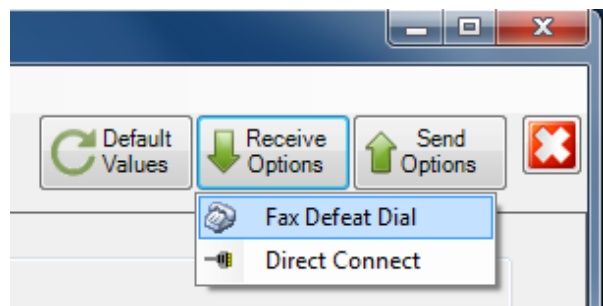 Default
Values
Receive
Options
Send
Options
Fax Defeat Dial
Direct Connect